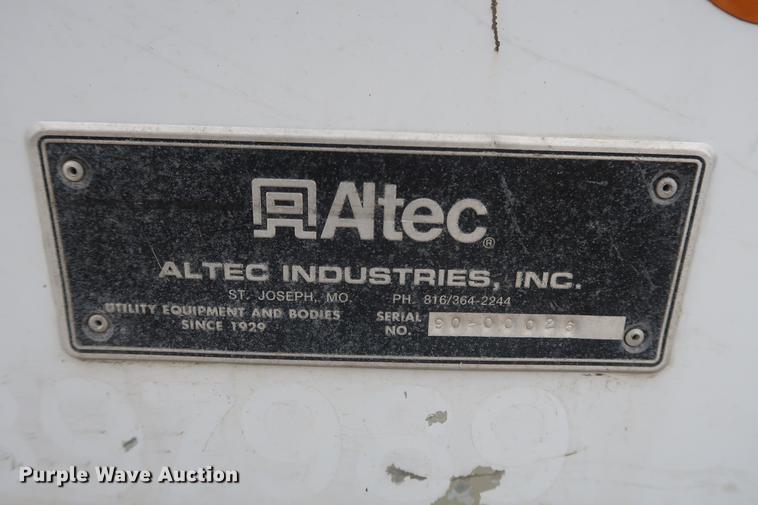 Altec®
ALTEC INDUSTRIES, INC.
ST. JOSEPH, MO. PH. 816/364-2244
UTILITY EQUIPMENT AND BODIES
SINCE 1929
SERIAL
NO. 90-00026
Purple Wave Auction